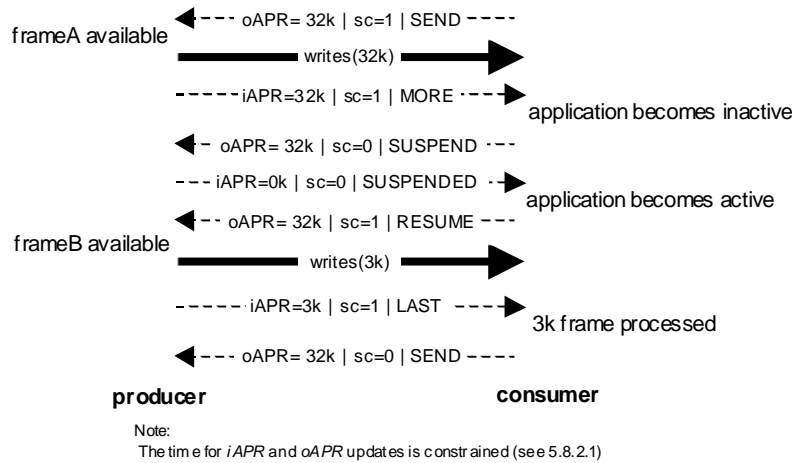 oAPR= 32k | sc=1 | SEND
frameA available
writes(32k)
iAPR=32k | sc=1 | MORE
application becomes inactive
oAPR= 32k | sc=0 | SUSPEND
iAPR=0k | sc=0 | SUSPENDED
application becomes active
oAPR= 32k | sc=1 | RESUME
frameB available
writes(3k)
iAPR=3k | sc=1 | LAST
3k frame processed
oAPR= 32k | sc=0 | SEND
producer consumer
Note:
The time for iAPR and oAPR updates is constrained (see 5.8.2.1)